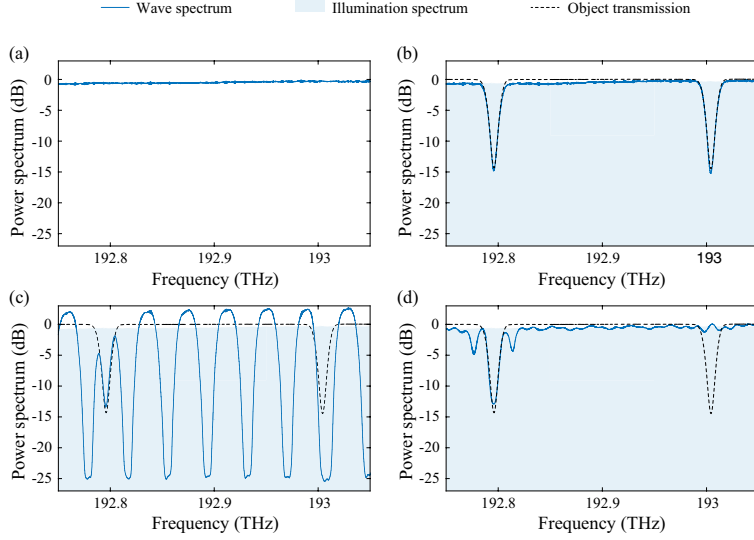 Wave spectrum Illumination spectrum Object transmission
(a) (b)
0 0
-5 -5
-10 -10
-15 -15
-20 -20
-25 -25
Power spectrum (dB) Power spectrum (dB)
192.8 192.9 193 192.8 192.9 193
Frequency (THz) Frequency (THz)
(c) (d)
0 0
-5 -5
-10 -10
-15 -15
-20 -20
-25 -25
Power spectrum (dB) Power spectrum (dB)
192.8 192.9 193 192.8 192.9 193
Frequency (THz) Frequency (THz)